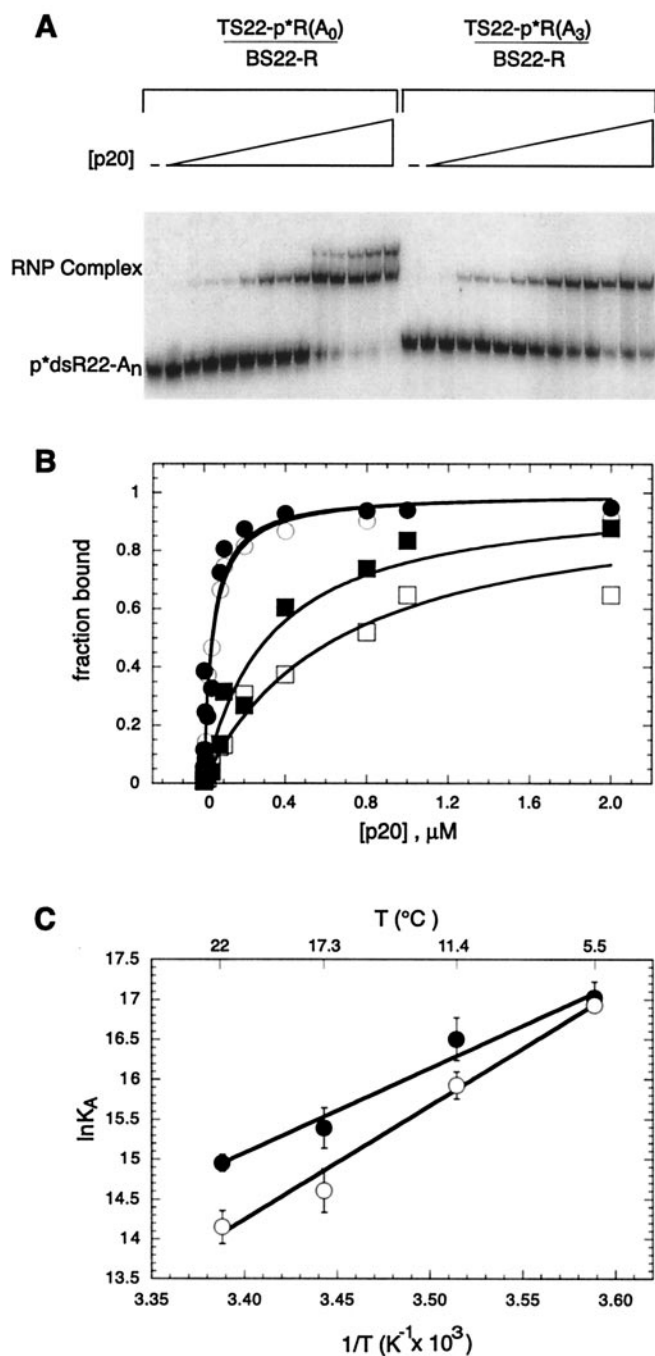 A
TS22-p*R(A0) TS22-p*R(A3)
BS22-R BS22-R
[p20]
RNP Complex
p*dsR22-An
B
1
0.8
0.6
0.4
0.2
0
0 0.4 0.8 1.2 1.6 2.0
fraction bound
[p20] , μM
C
T (°C)
22 17.3 11.4 5.5
17.5
17
16.5
16
15.5
15
14.5
14
13.5
3.35 3.40 3.45 3.50 3.55 3.60
lnKA
1/T (K-1x 103)